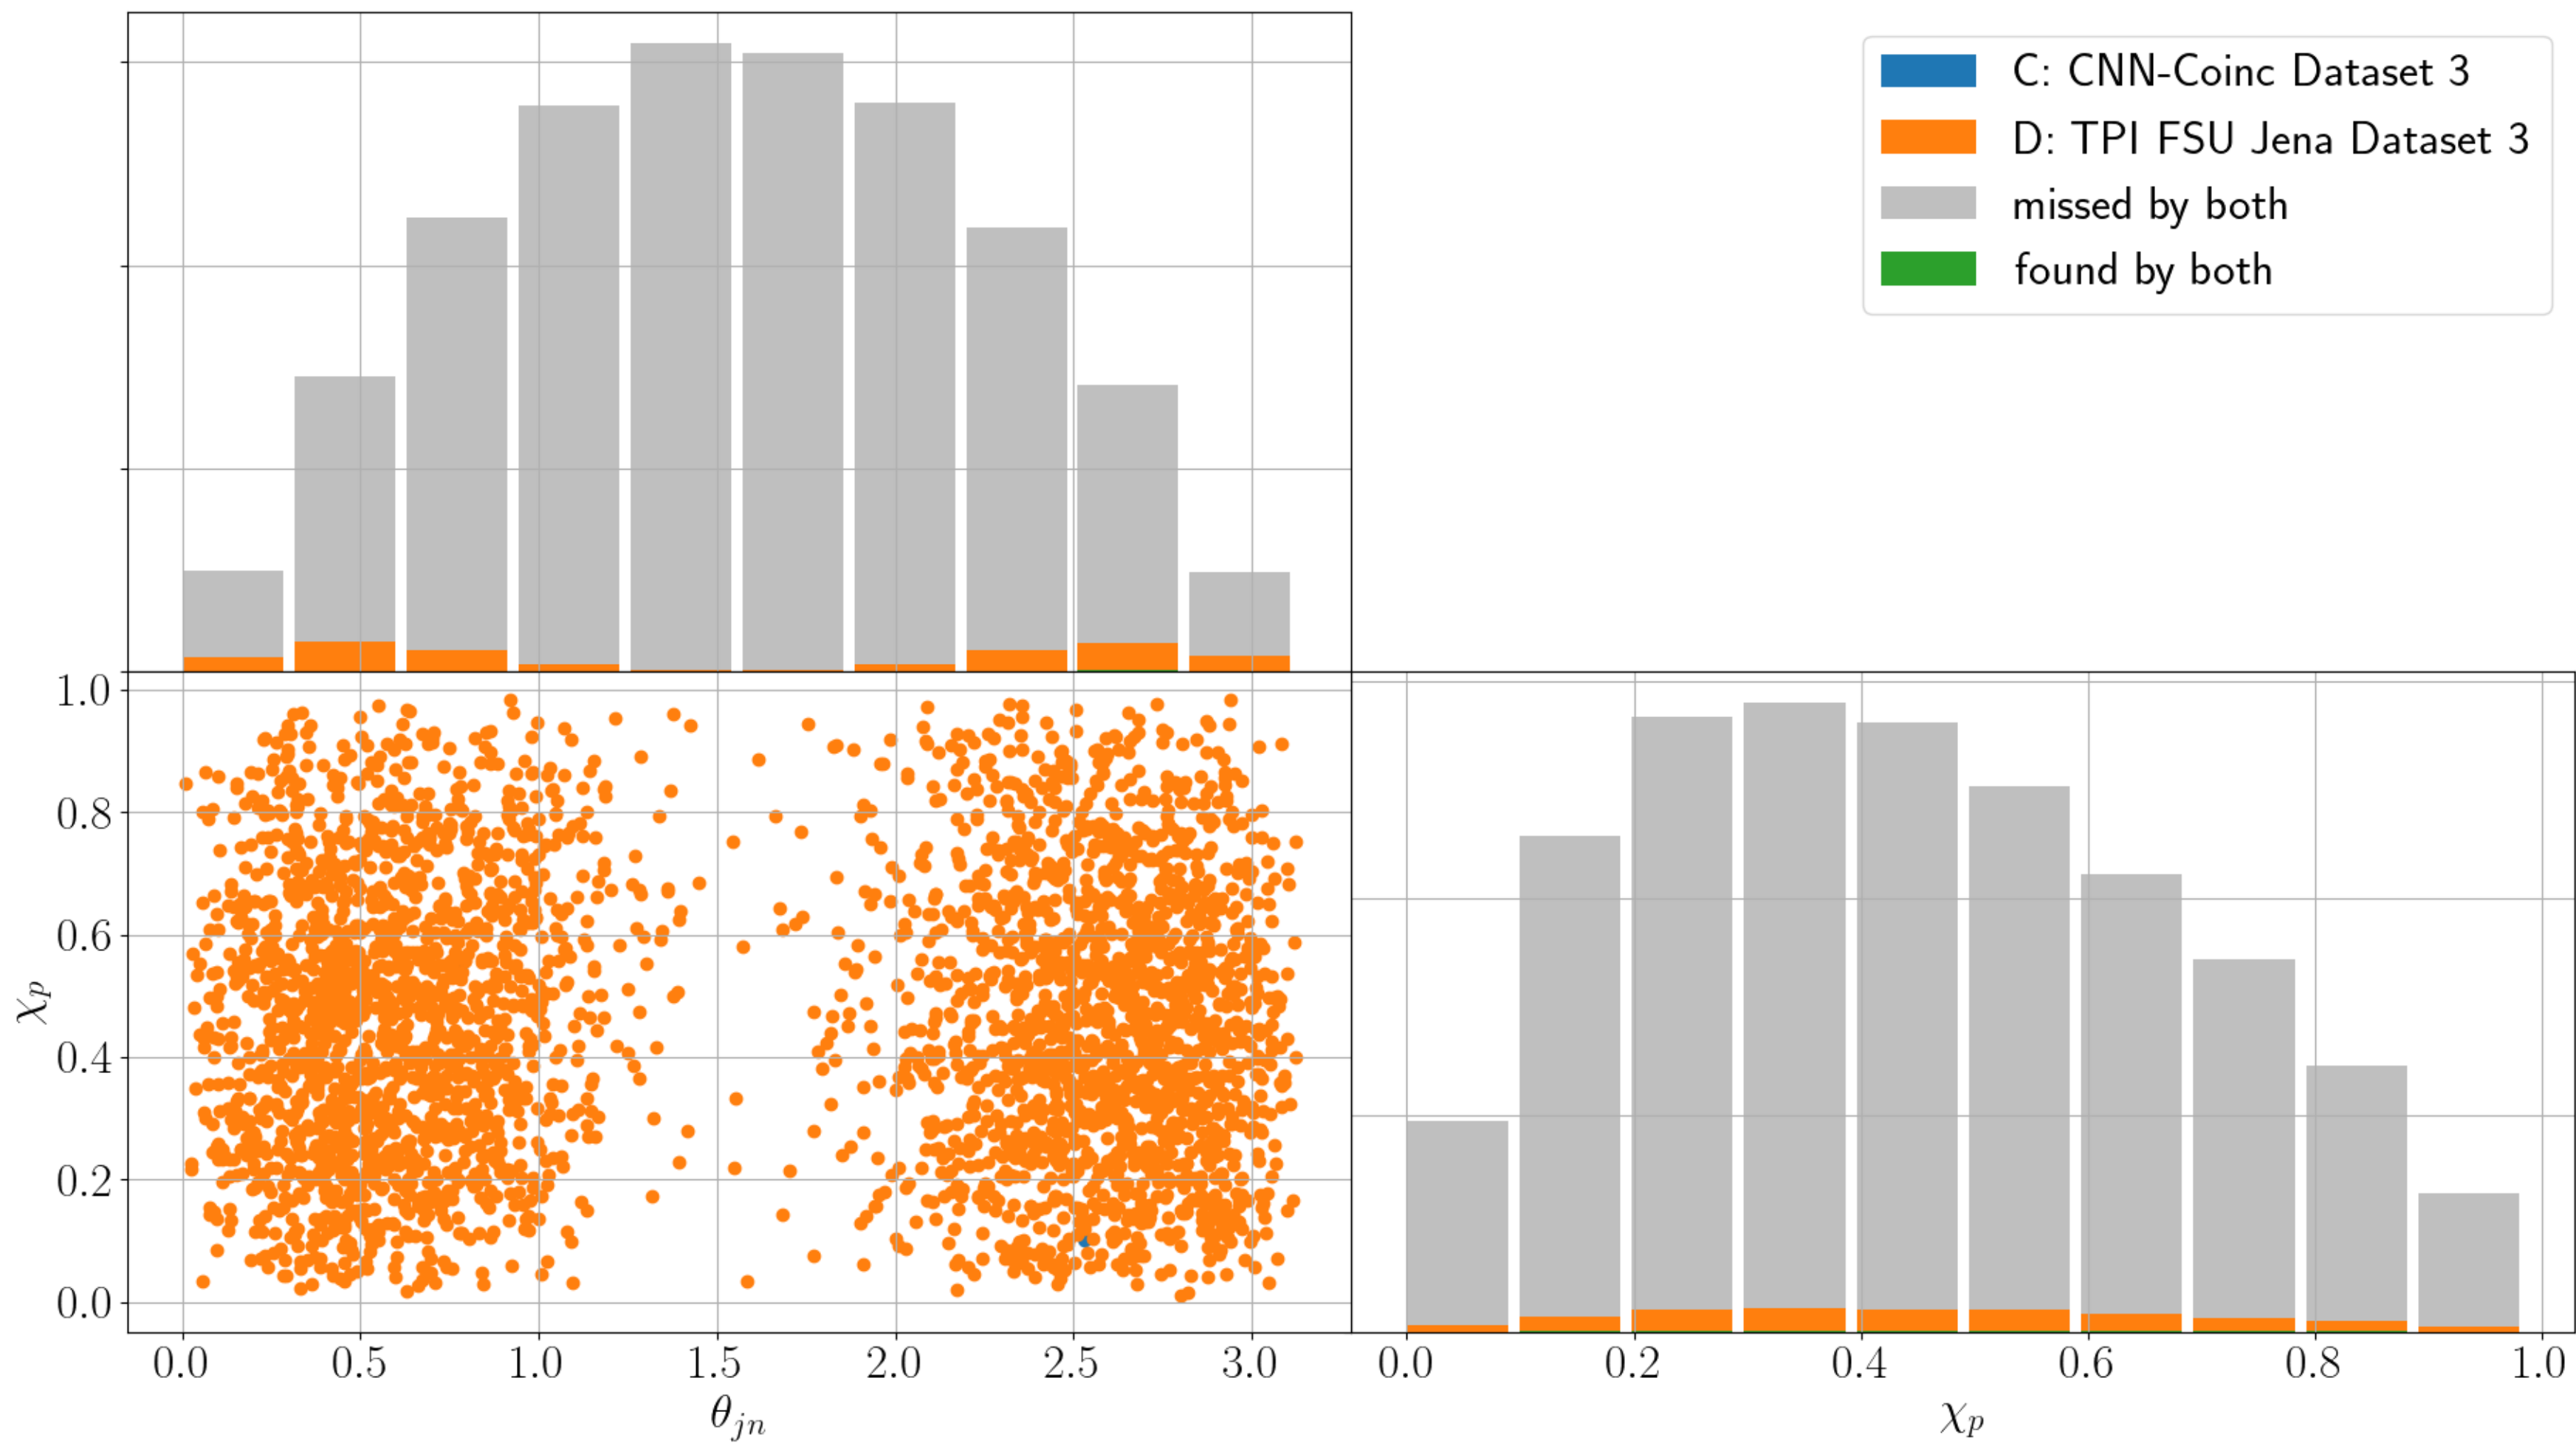 C: CNN-Coinc Dataset 3
D: TPI FSU Jena Dataset 3
missed by both
found by both
1.0
0.8
0.6
0.4
0.2
0.0
χp
0.0 0.5 1.0 1.5 2.0 2.5 3.0
θjn
0.0 0.2 0.4 0.6 0.8 1.0
χp